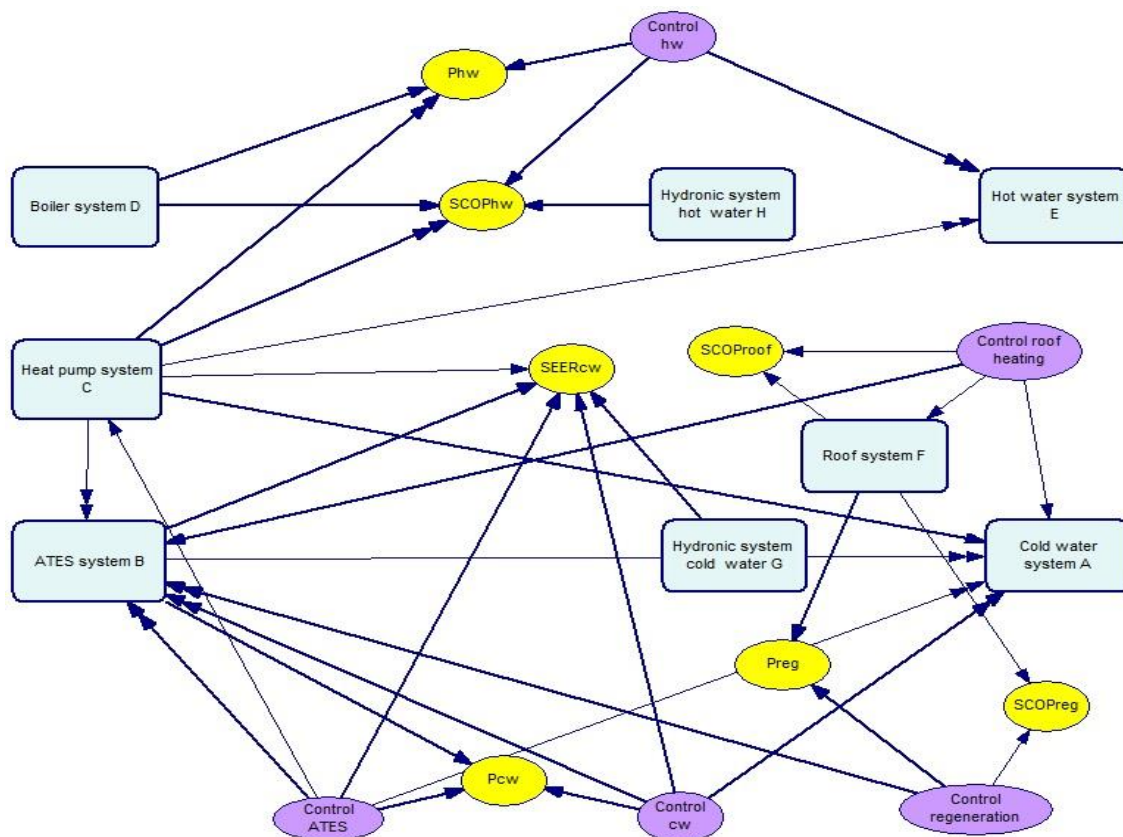 Control
hw
Phw
Boiler system D
SCOPhw
Hydronic system
hot water H
Hot water system
E
Heat pump system
C
SEERcw
SCOProof
Control roof
heating
Roof system F
ATES system B
Hydronic system
cold water G
Cold water
system A
Preg
SCOPreg
Pcw
Control
ATES
Control
cw
Control
regeneration